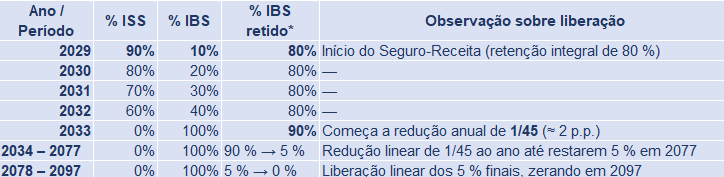 Ano / Período | % ISS | % IBS | % IBS retido* | Observação sobre liberação
2029 | 90% | 10% | 80% | Início do Seguro-Receita (retenção integral de 80 %)
2030 | 80% | 20% | 80% | —
2031 | 70% | 30% | 80% | —
2032 | 60% | 40% | 80% | —
2033 | 0% | 100% | 90% | Começa a redução anual de 1/45 (≈ 2 p.p.)
2034 – 2077 | 0% | 100% | 90 % → 5 % | Redução linear de 1/45 ao ano até restarem 5 % em 2077
2078 – 2097 | 0% | 100% | 5 % → 0 % | Liberação linear dos 5 % finais, zerando em 2097